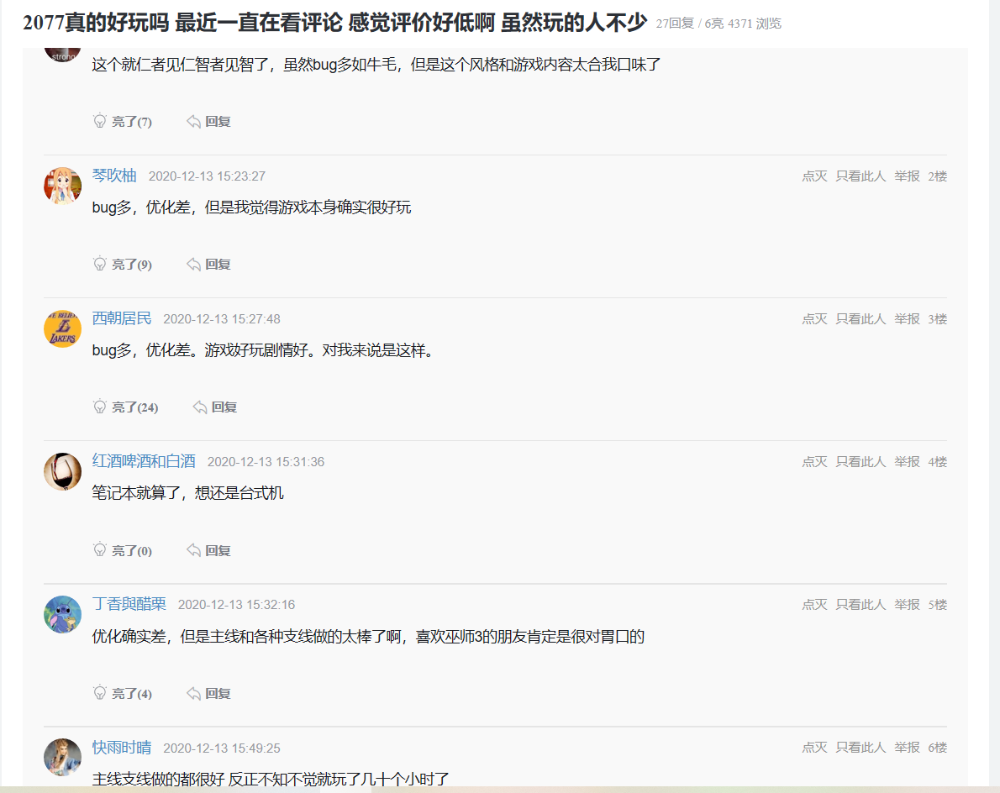 2077真的好玩吗 最近一直在看评论 感觉评价好低啊 虽然玩的人不少 27回复 / 6亮 4371 浏览
strong
这个就仁者见仁智者见智了，虽然bug多如牛毛，但是这个风格和游戏内容太合我口味了
亮了(7) 回复
琴吹柚 2020-12-13 15:23:27 点灭 只看此人 举报 2楼
bug多，优化差，但是我觉得游戏本身确实很好玩
亮了(9) 回复
西朝居民 2020-12-13 15:27:48 点灭 只看此人 举报 3楼
LAKERS
bug多，优化差。游戏好玩剧情好。对我来说是这样。
亮了(24) 回复
红酒啤酒和白酒 2020-12-13 15:31:36 点灭 只看此人 举报 4楼
笔记本就算了，想还是台式机
亮了(0) 回复
丁香與醋栗 2020-12-13 15:32:16 点灭 只看此人 举报 5楼
优化确实差，但是主线和各种支线做的太棒了啊，喜欢巫师3的朋友肯定是很对胃口的
亮了(4) 回复
快雨时晴 2020-12-13 15:49:25 点灭 只看此人 举报 6楼
主线支线做的都很好 反正不知不觉就玩了几十个小时了